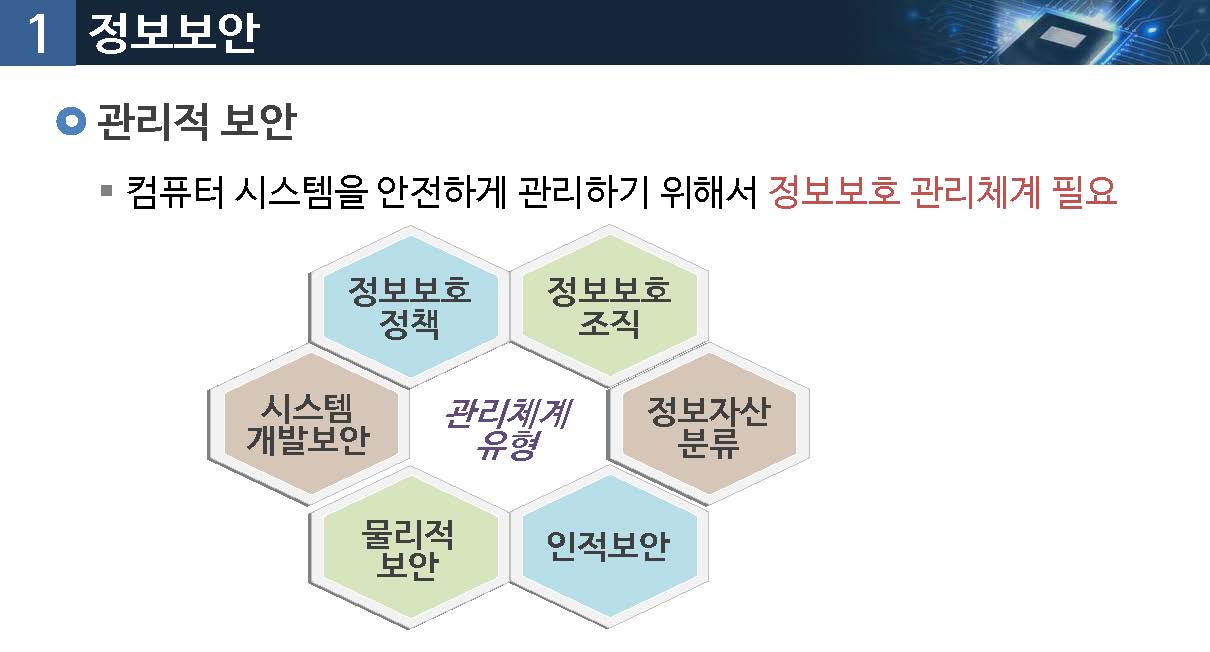 1 정보보안
관리적 보안
컴퓨터 시스템을 안전하게 관리하기 위해서 정보보호 관리체계 필요
정보보호
정책
정보보호
조직
시스템
개발보안
관리체계
유형
정보자산
분류
물리적
보안
인적보안